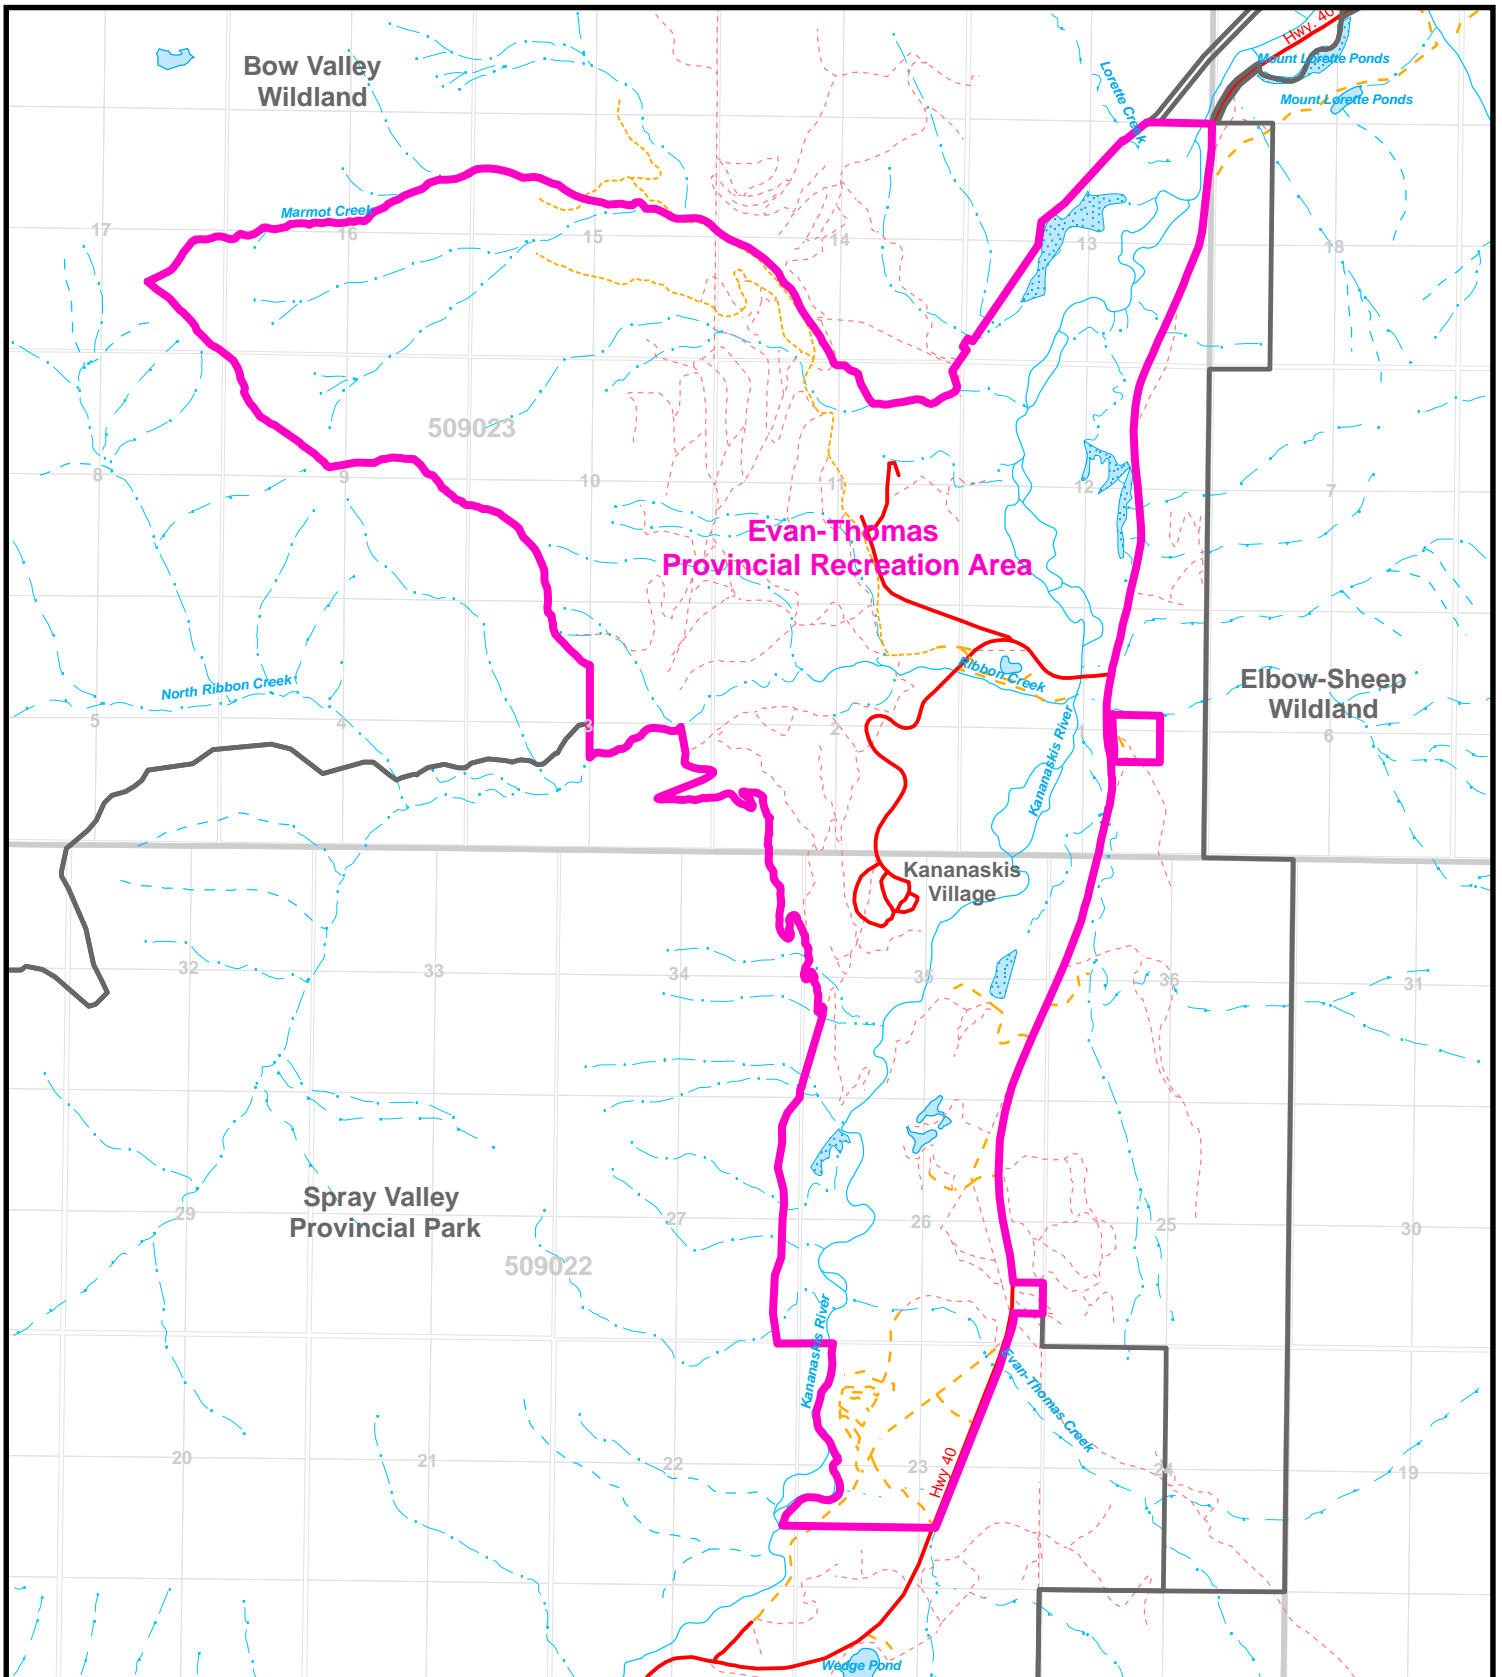 Hwy. 40
Mount Lorette Ponds
Mount Lorette Ponds
Bow Valley
Wildland
Lorette Creek
Marmot Creek
17
16
15
14
13
18
509023
8
9
10
11
12
7
Evan-Thomas
Provincial Recreation Area
Ribbon Creek
North Ribbon Creek
Elbow-Sheep
Wildland
5
4
3
2
1
6
Kananaskis River
Kananaskis
Village
32
33
34
35
36
31
Spray Valley
Provincial Park
29
27
26
25
30
509022
Kananaskis River
Evan-Thomas Creek
20
21
22
23
24
19
Hwy 40
Wedge Pond